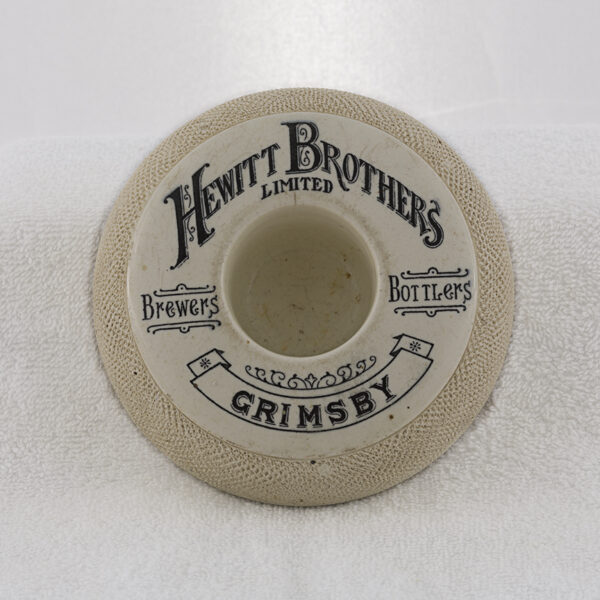 HEWITT BROTHERS
LIMITED
Brewers
BOTTLERS
GRIMSBY